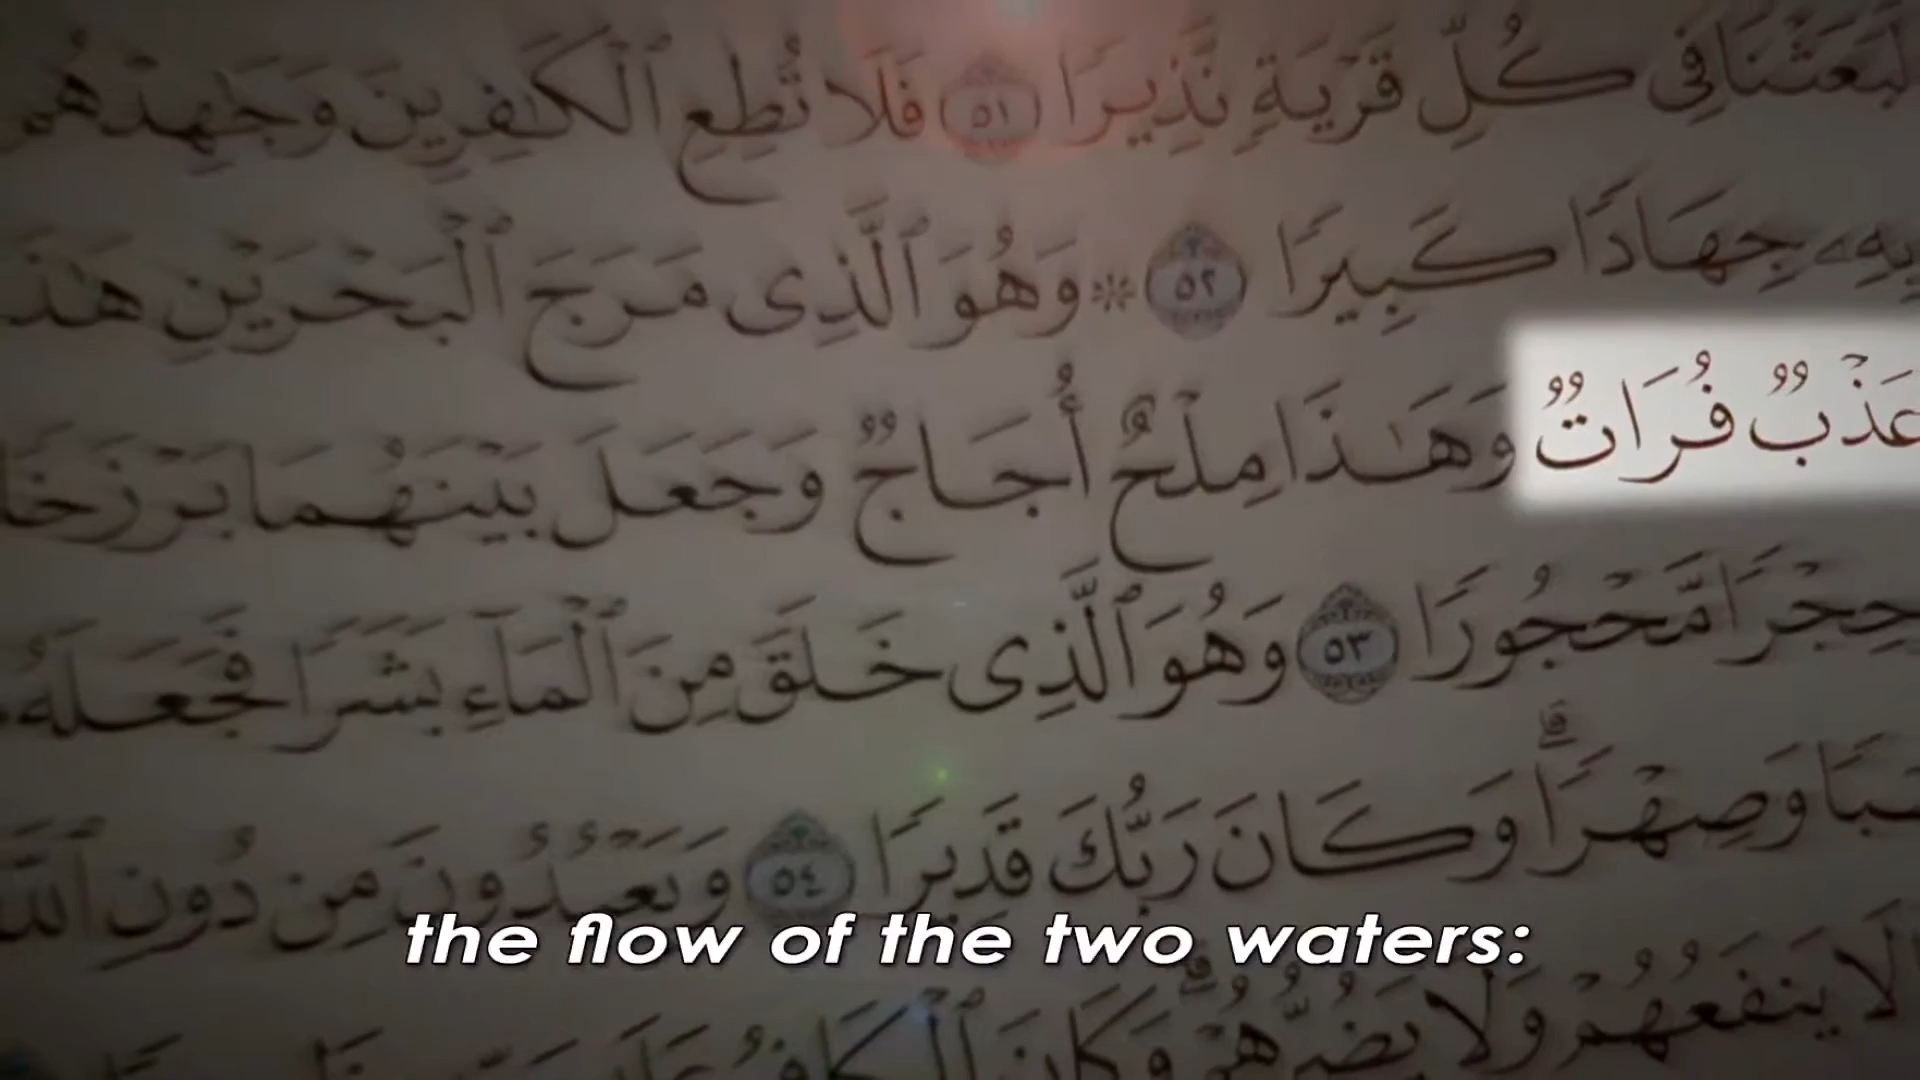 لَبَعَثْنَا فِى كُلِّ قَرْيَةٍ نَّذِيرًا ٥١ فَلَا تُطِعِ ٱلْكَٰفِرِينَ وَجَٰهِدْهُم
بِهِۦ جِهَادًا كَبِيرًا ٥٢ ۞ وَهُوَ ٱلَّذِى مَرَجَ ٱلْبَحْرَيْنِ هَٰذَا
عَذْبٌ فُرَاتٌ وَهَٰذَا مِلْحٌ أُجَاجٌ وَجَعَلَ بَيْنَهُمَا بَرْزَخًا
حِجْرًا مَّحْجُورًا ٥٣ وَهُوَ ٱلَّذِى خَلَقَ مِنَ ٱلْمَآءِ بَشَرًا فَجَعَلَهُۥ
وَصِهْرًا ۗ وَكَانَ رَبُّكَ قَدِيرًا ٥٤ وَيَعْبُدُونَ مِن دُونِ ٱللَّهِ
the flow of the two waters:
لَا يَنفَعُهُمْ وَلَا يَضُرُّهُمْ ۗ وَكَانَ ٱلْكَافِرُ